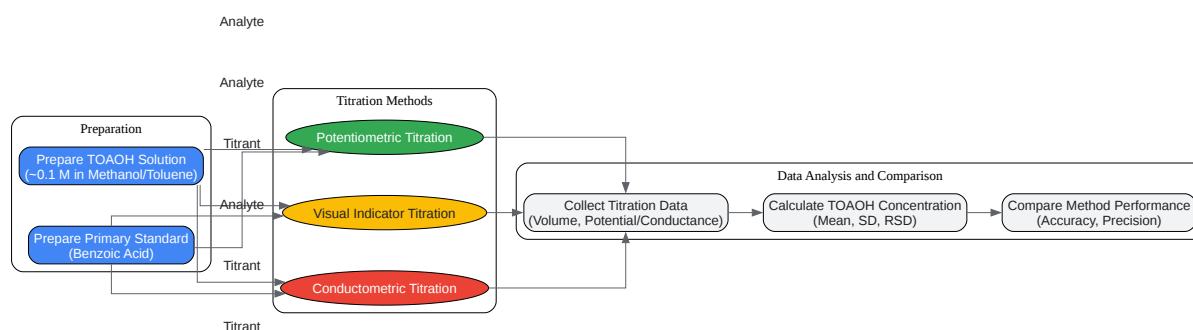 Analyte
Analyte
Titrant
Analyte
Titrant
Titrant
Preparation
Prepare TOAOH Solution
(~0.1 M in Methanol/Toluene)
Prepare Primary Standard
(Benzoic Acid)
Titration Methods
Potentiometric Titration
Visual Indicator Titration
Conductometric Titration
Data Analysis and Comparison
Collect Titration Data
(Volume, Potential/Conductance)
Calculate TOAOH Concentration
(Mean, SD, RSD)
Compare Method Performance
(Accuracy, Precision)